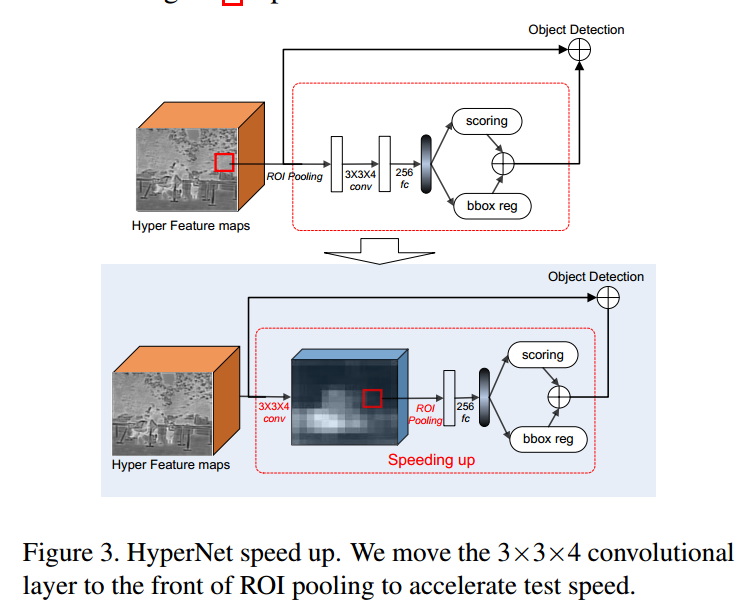 Object Detection
scoring
ROI Pooling
3X3X4
conv
256
fc
bbox reg
Hyper Feature maps
Object Detection
scoring
3X3X4
conv
ROI
Pooling
256
fc
bbox reg
Hyper Feature maps
Speeding up
Figure 3. HyperNet speed up. We move the 3×3×4 convolutional
layer to the front of ROI pooling to accelerate test speed.